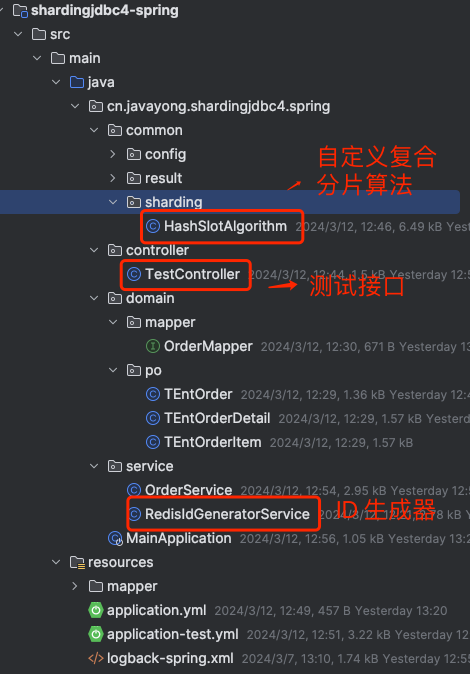 shardingjdbc4-spring
src
main
java
cn.javayong.shardingjdbc4.spring
common
config
result
自定义复合
分片算法
sharding
HashSlotAlgorithm 2024/3/12, 12:46, 6.49 kB Yesterday
controller
TestController 2024/3/12, 12:44, 1.5 kB Yesterday 12:5
测试接口
domain
mapper
OrderMapper 2024/3/12, 12:30, 671 B Yesterday 13
po
TEntOrder 2024/3/12, 12:29, 1.36 kB Yesterday 12:4
TEntOrderDetail 2024/3/12, 12:29, 1.57 kB Yesterday
TEntOrderItem 2024/3/12, 12:29, 1.57 kB
service
OrderService 2024/3/12, 12:54, 2.95 kB Yesterday 12:5
RedisIdGeneratorService 78 kB Yesterday
ID 生成器
MainApplication 2024/3/12, 12:56, 1.05 kB Yesterday 13
resources
mapper
application.yml 2024/3/12, 12:49, 457 B Yesterday 13:20
application-test.yml 2024/3/12, 12:51, 3.22 kB Yesterday 12:5
logback-spring.xml 2024/3/7, 13:10, 1.74 kB Yesterday 12:55